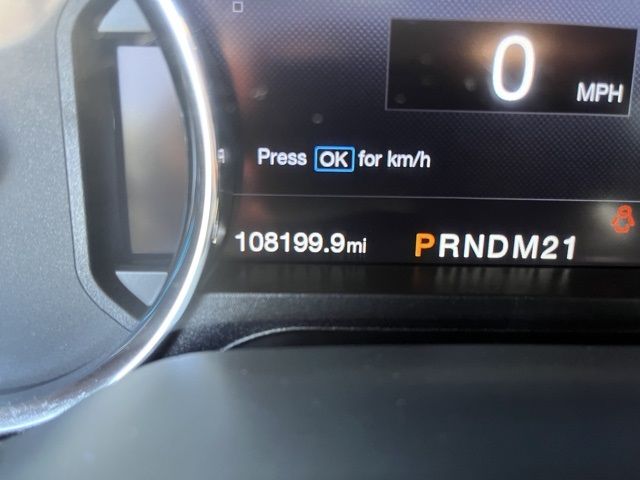 0
MPH
Press OK for km/h
108199.9mi
PRNDM21